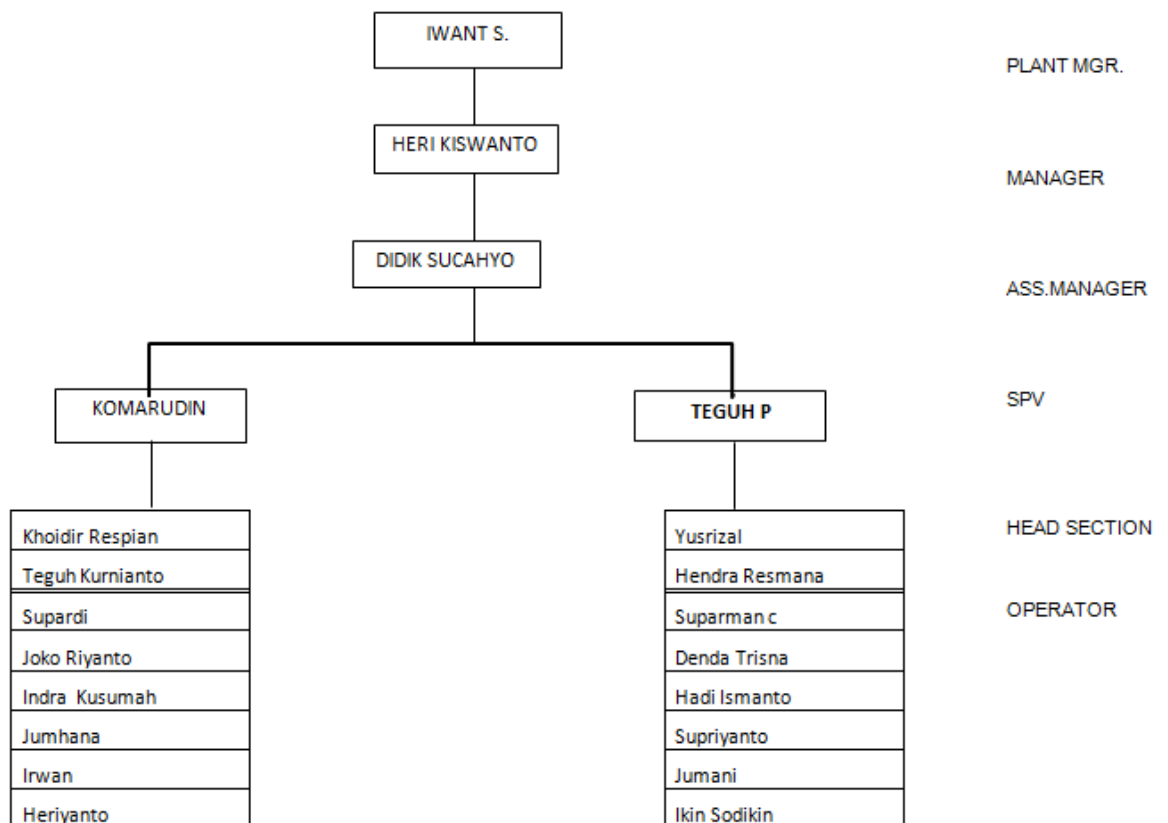 IWANT S.
PLANT MGR.
HERI KISWANTO
MANAGER
DIDIK SUCAHYO
ASS.MANAGER
KOMARUDIN
TEGUH P
SPV
Khoidir Respian
Yusrizal
HEAD SECTION
Teguh Kurnianto
Hendra Resmana
Supardi
Suparman c
OPERATOR
Joko Riyanto
Denda Trisna
Indra Kusumah
Hadi Ismanto
Jumhana
Supriyanto
Irwan
Jumani
Heriyanto
Ikin Sodikin